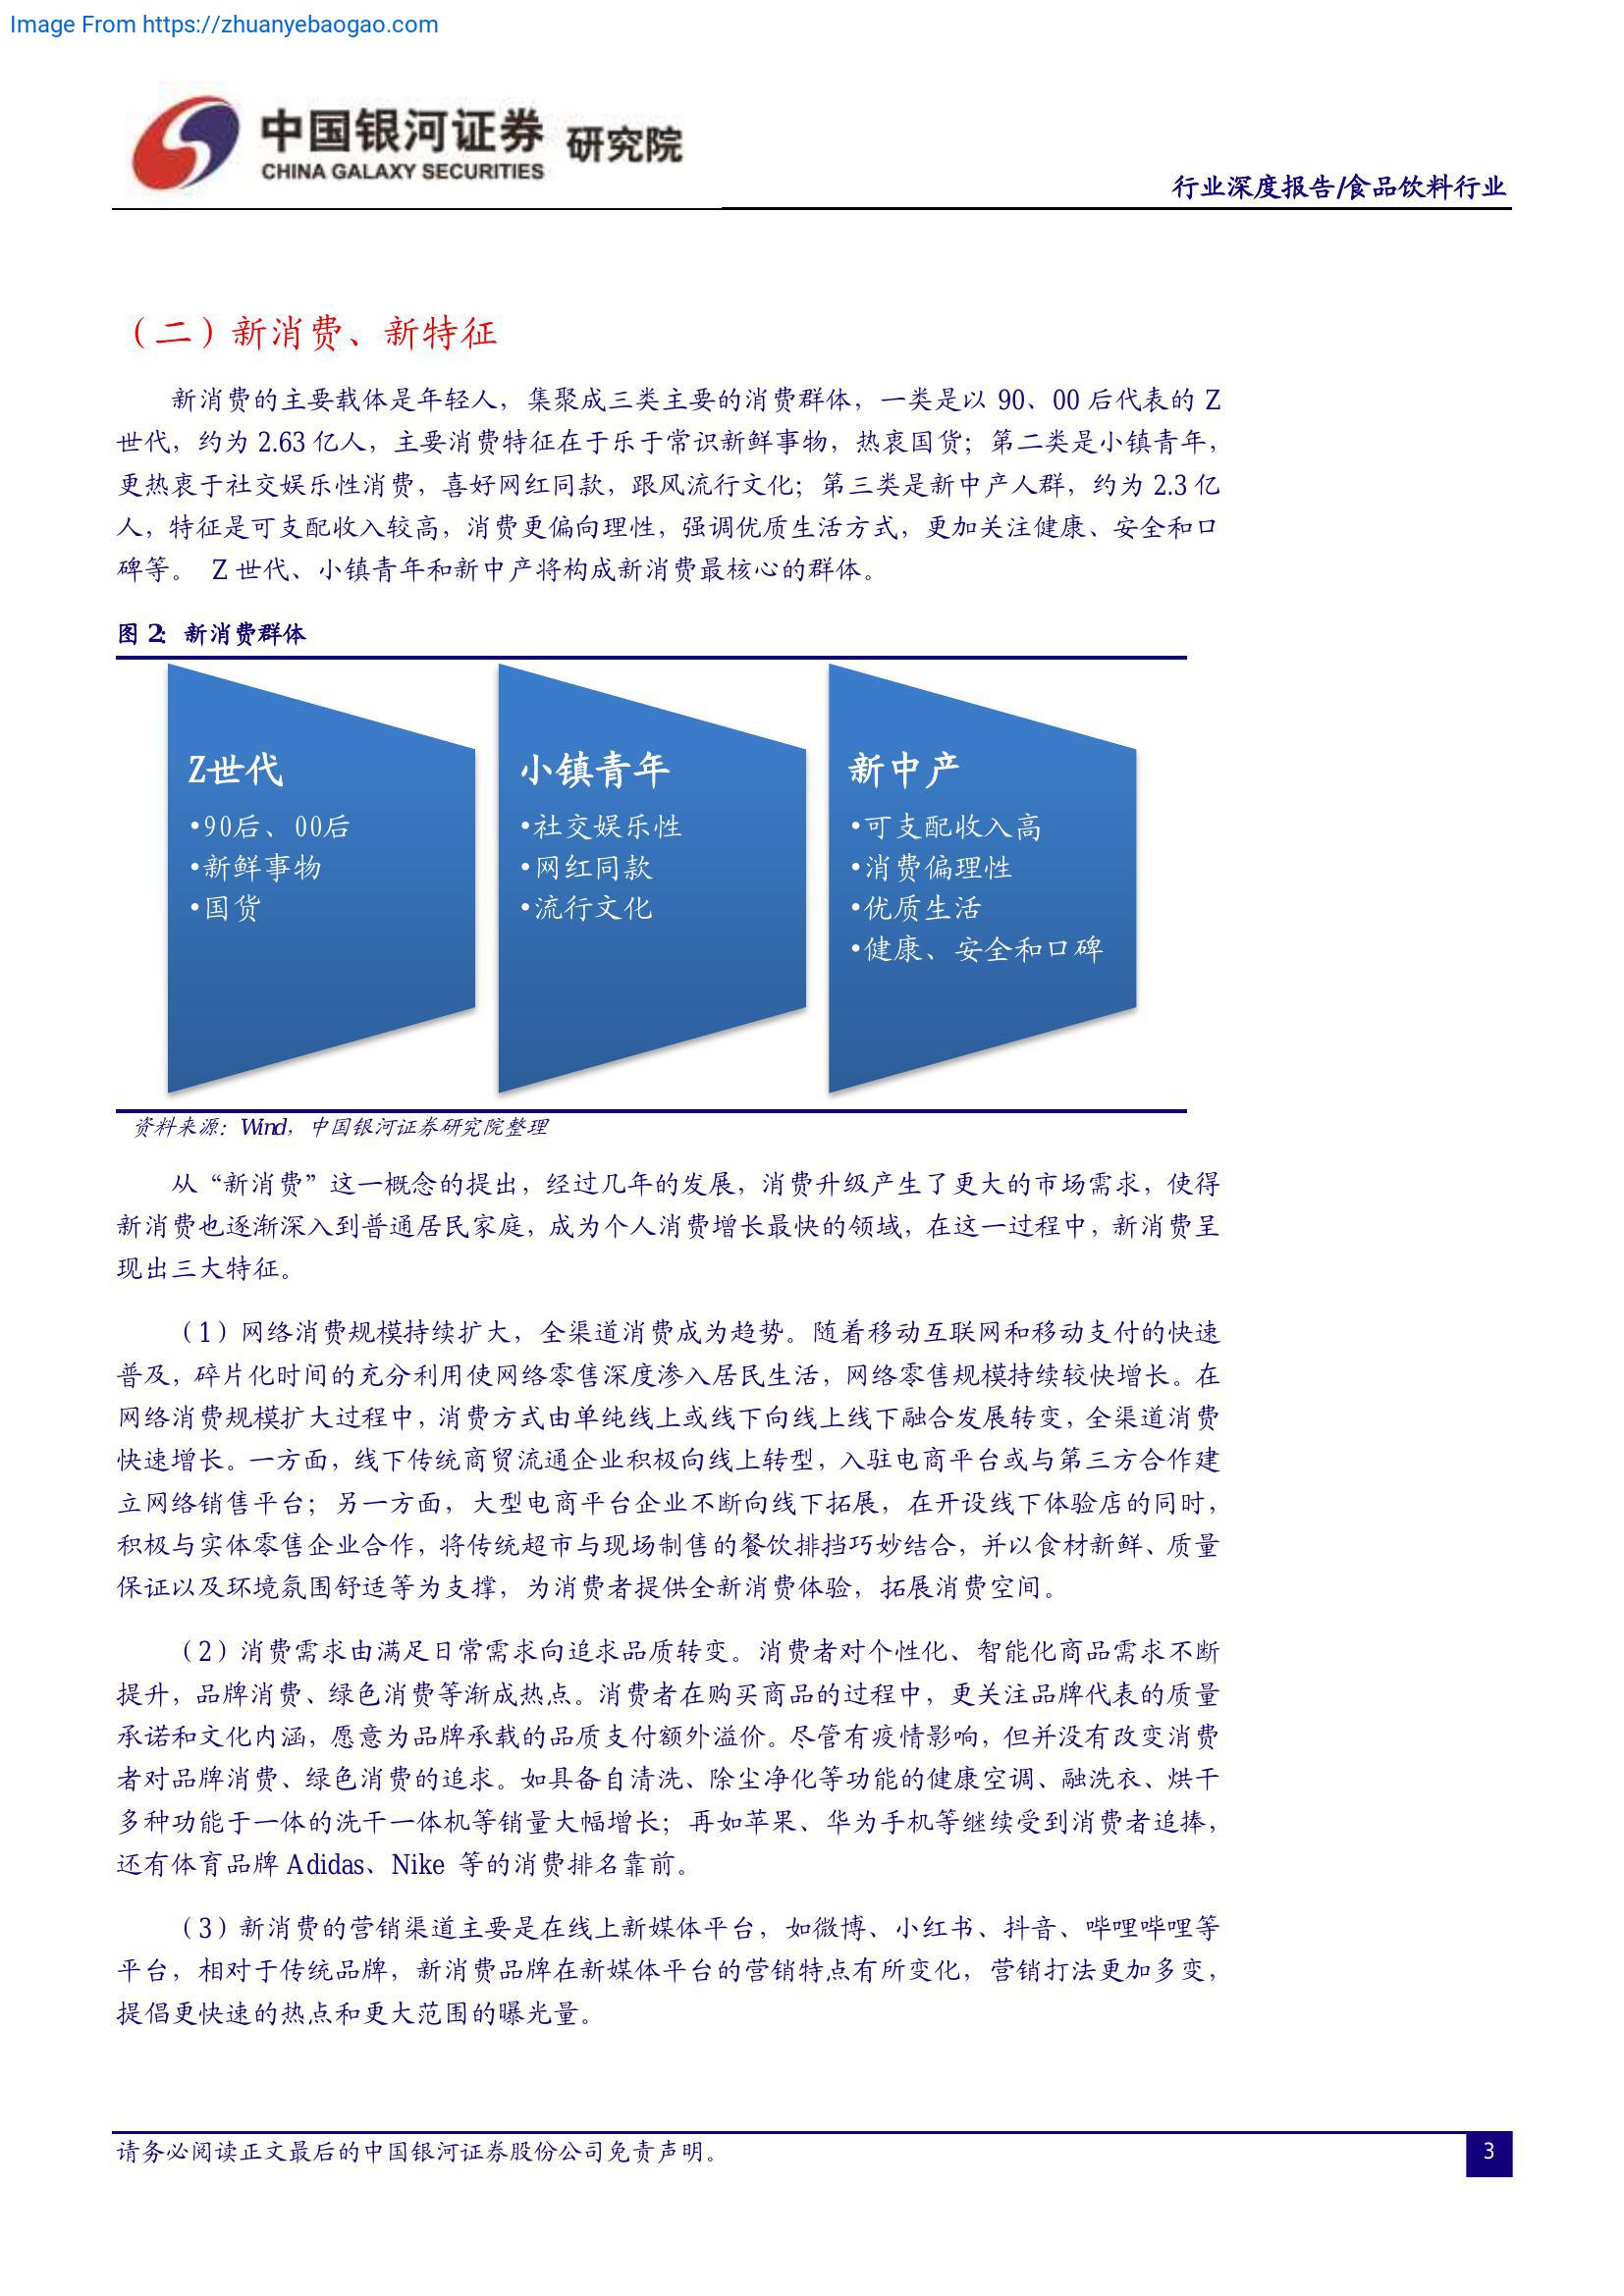 Image From https://zhuanyebaogao.com
中国银河证券 研究院
CHINA GALAXY SECURITIES
行业深度报告/食品饮料行业
（二）新消费、新特征
新消费的主要载体是年轻人，集聚成三类主要的消费群体，一类是以 90、00 后代表的 Z
世代，约为 2.63 亿人，主要消费特征在于乐于常识新鲜事物，热衷国货；第二类是小镇青年，
更热衷于社交娱乐性消费，喜好网红同款，跟风流行文化；第三类是新中产人群，约为 2.3 亿
人，特征是可支配收入较高，消费更偏向理性，强调优质生活方式，更加关注健康、安全和口
碑等。 Z 世代、小镇青年和新中产将构成新消费最核心的群体。
图 2：新消费群体
Z世代
•90后、00后
•新鲜事物
•国货
小镇青年
•社交娱乐性
•网红同款
•流行文化
新中产
•可支配收入高
•消费偏理性
•优质生活
•健康、安全和口碑
资料来源：Wind，中国银河证券研究院整理
从“新消费”这一概念的提出，经过几年的发展，消费升级产生了更大的市场需求，使得
新消费也逐渐深入到普通居民家庭，成为个人消费增长最快的领域，在这一过程中，新消费呈
现出三大特征。
（1）网络消费规模持续扩大，全渠道消费成为趋势。随着移动互联网和移动支付的快速
普及，碎片化时间的充分利用使网络零售深度渗入居民生活，网络零售规模持续较快增长。在
网络消费规模扩大过程中，消费方式由单纯线上或线下向线上线下融合发展转变，全渠道消费
快速增长。一方面，线下传统商贸流通企业积极向线上转型，入驻电商平台或与第三方合作建
立网络销售平台；另一方面，大型电商平台企业不断向线下拓展，在开设线下体验店的同时，
积极与实体零售企业合作，将传统超市与现场制售的餐饮排挡巧妙结合，并以食材新鲜、质量
保证以及环境氛围舒适等为支撑，为消费者提供全新消费体验，拓展消费空间。
（2）消费需求由满足日常需求向追求品质转变。消费者对个性化、智能化商品需求不断
提升，品牌消费、绿色消费等渐成热点。消费者在购买商品的过程中，更关注品牌代表的质量
承诺和文化内涵，愿意为品牌承载的品质支付额外溢价。尽管有疫情影响，但并没有改变消费
者对品牌消费、绿色消费的追求。如具备自清洗、除尘净化等功能的健康空调、融洗衣、烘干
多种功能于一体的洗干一体机等销量大幅增长；再如苹果、华为手机等继续受到消费者追捧，
还有体育品牌 Adidas、Nike 等的消费排名靠前。
（3）新消费的营销渠道主要是在线上新媒体平台，如微博、小红书、抖音、哔哩哔哩等
平台，相对于传统品牌，新消费品牌在新媒体平台的营销特点有所变化，营销打法更加多变，
提倡更快速的热点和更大范围的曝光量。
请务必阅读正文最后的中国银河证券股份公司免责声明。
3